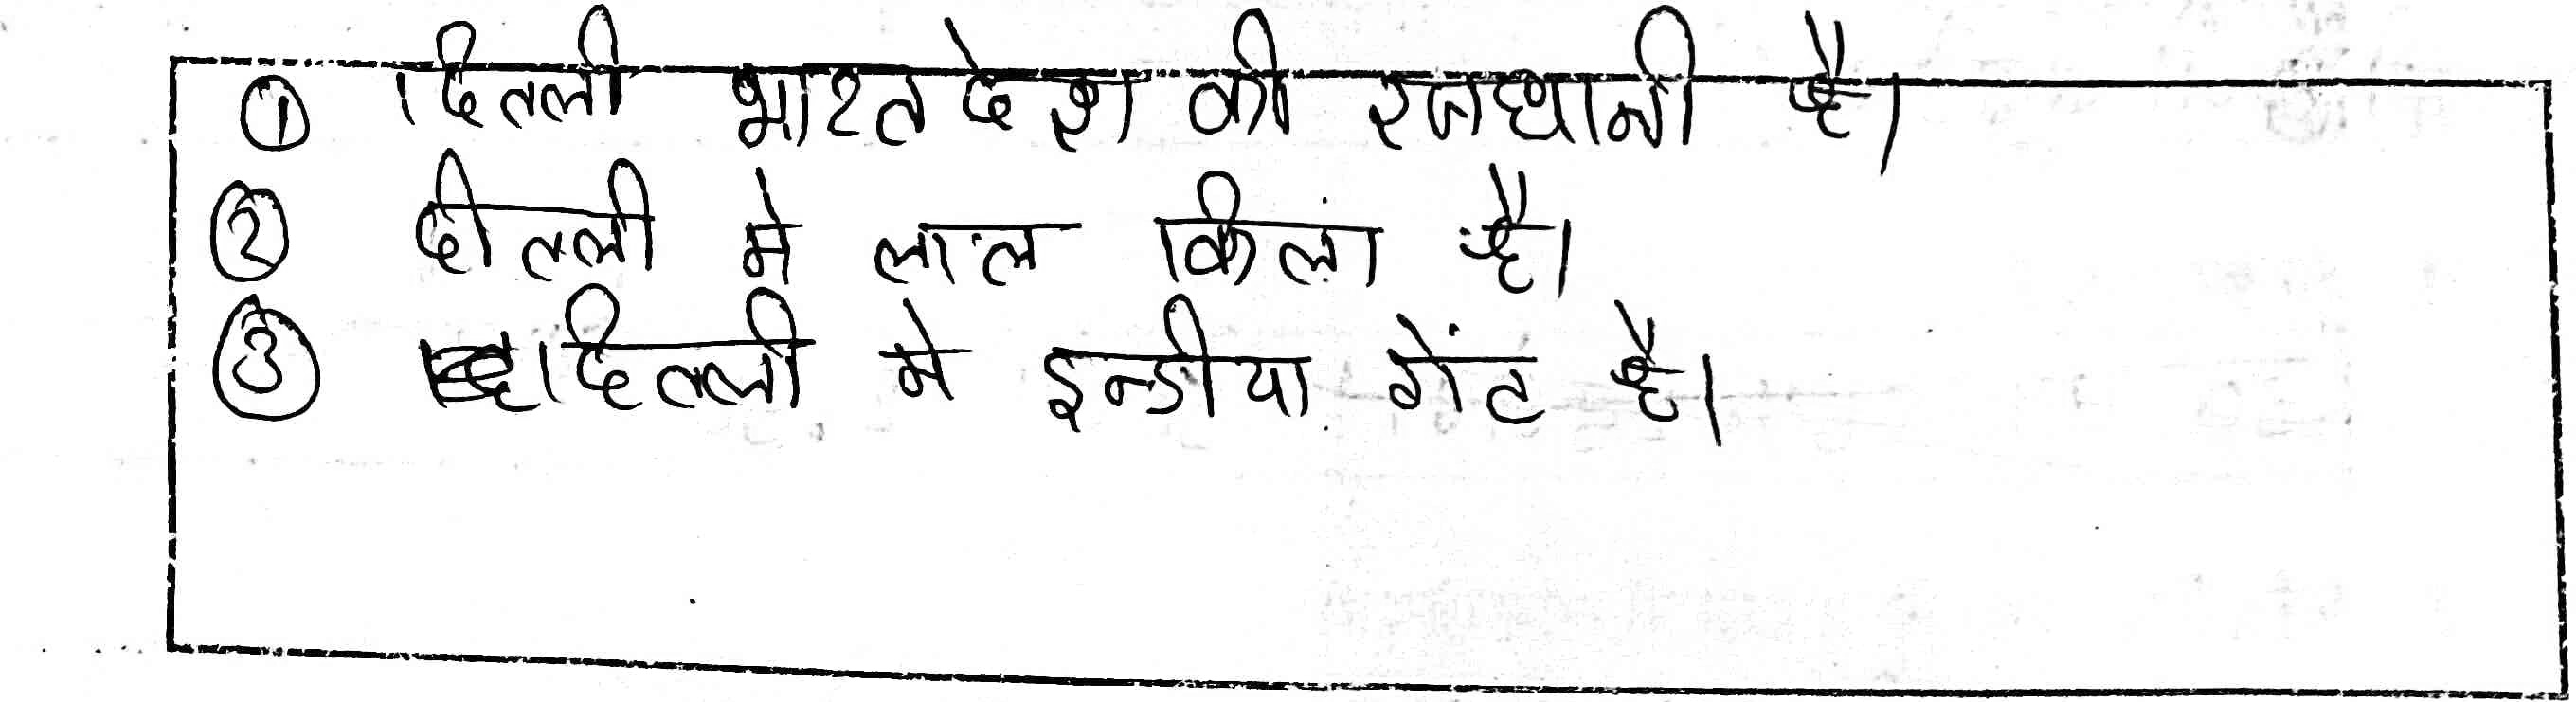 ① दिल्ली भारत देश की राजधानी है।
② दील्ली मे लाल किला है।
③ दिल्ली मे इन्डीया गेंट है।